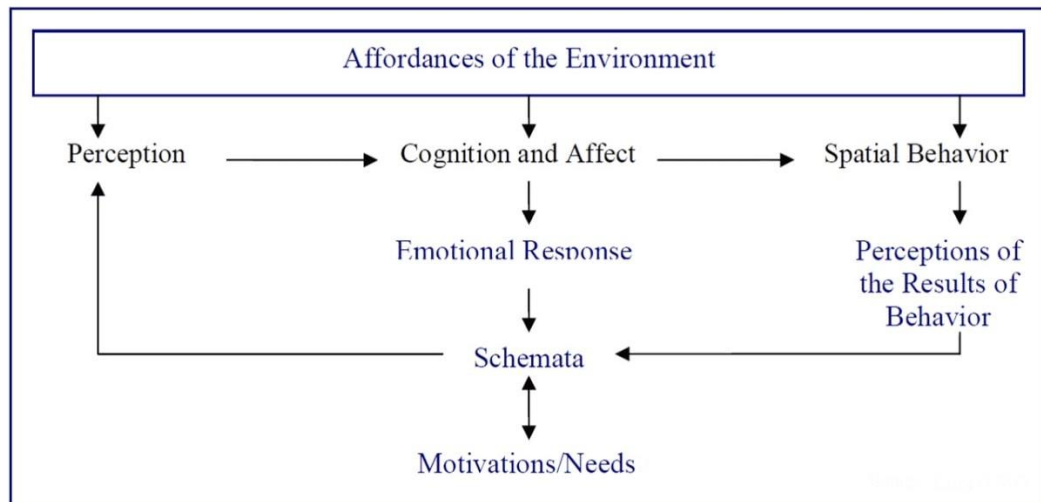 Affordances of the Environment
Perception
Cognition and Affect
Spatial Behavior
Emotional Response
Perceptions of
the Results of
Behavior
Schemata
Motivations/Needs